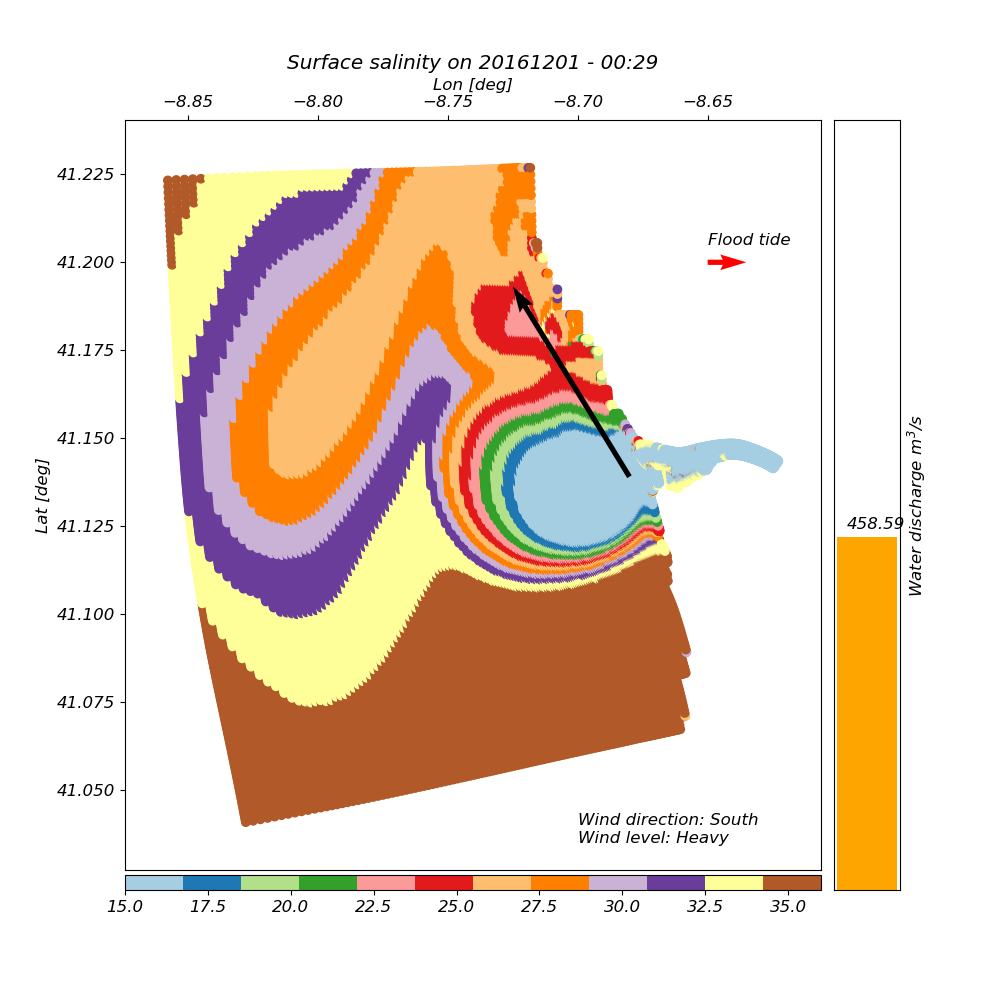 Surface salinity on 20161201 - 00:29
Lon [deg]
−8.85 −8.80 −8.75 −8.70 −8.65
41.225
41.200
41.175
41.150
41.125
41.100
41.075
41.050
Lat [deg]
Flood tide
Wind direction: South
Wind level: Heavy
15.0 17.5 20.0 22.5 25.0 27.5 30.0 32.5 35.0
458.59
Water discharge m³/s